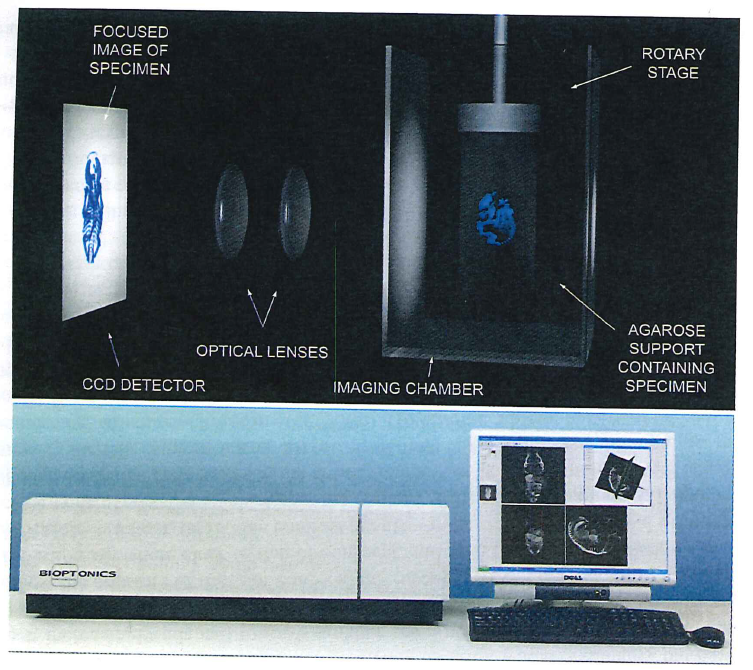 FOCUSED
IMAGE OF
SPECIMEN
ROTARY
STAGE
OPTICAL LENSES
CCD DETECTOR
IMAGING CHAMBER
AGAROSE
SUPPORT
CONTAINING
SPECIMEN
BIOPTONICS
DELL